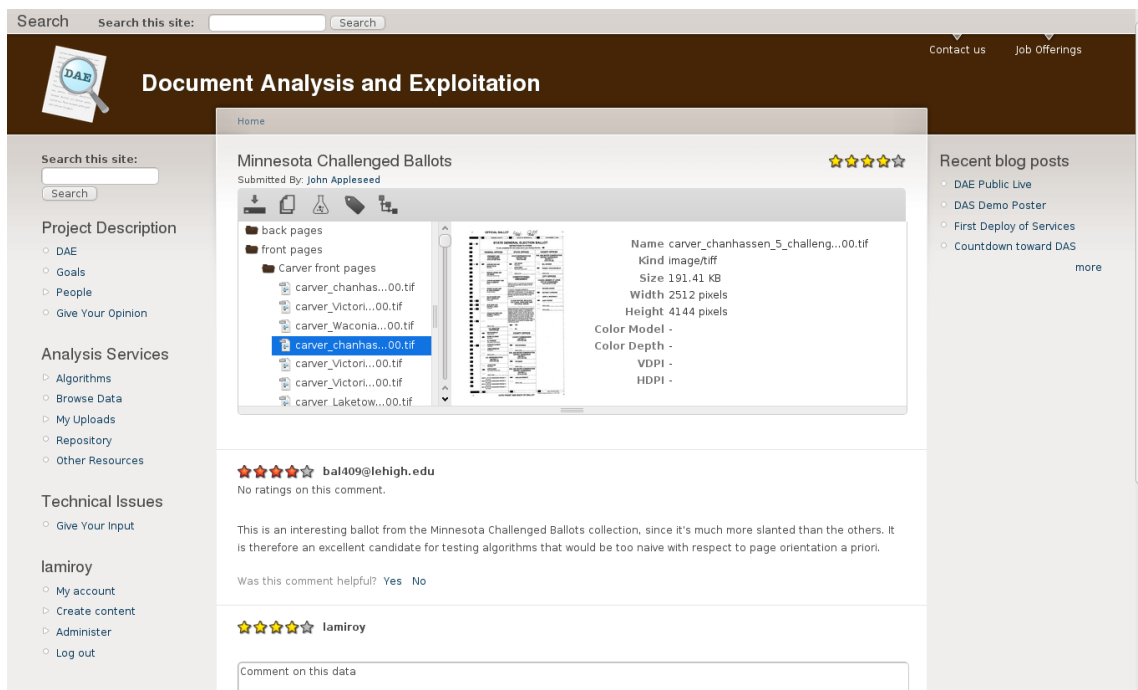 Search Search this site: Search
Contact us Job Offerings
DAE
Document Analysis and Exploitation
Home
Search this site:
Search
Project Description
DAE
Goals
People
Give Your Opinion
Analysis Services
Algorithms
Browse Data
My Uploads
Repository
Other Resources
Technical Issues
Give Your Input
lamiroy
My account
Create content
Administer
Log out
Minnesota Challenged Ballots
Submitted By: John Appleseed
back pages
front pages
Carver front pages
carver_chanhas...00.tif
carver_Victori...00.tif
carver_Waconia...00.tif
carver_chanhas...00.tif
carver_Victori...00.tif
carver_Victori...00.tif
carver_Laketow...00.tif
OFFICIAL BALLOT
STATE GENERAL ELECTION BALLOT
Name carver_chanhassen_5_challeng...00.tif
Kind image/tiff
Size 191.41 KB
Width 2512 pixels
Height 4144 pixels
Color Model -
Color Depth -
VDPI -
HDPI -
bal409@lehigh.edu
No ratings on this comment.
This is an interesting ballot from the Minnesota Challenged Ballots collection, since it's much more slanted than the others. It
is therefore an excellent candidate for testing algorithms that would be too naive with respect to page orientation a priori.
Was this comment helpful? Yes No
lamiroy
Comment on this data
Recent blog posts
DAE Public Live
DAS Demo Poster
First Deploy of Services
Countdown toward DAS
more